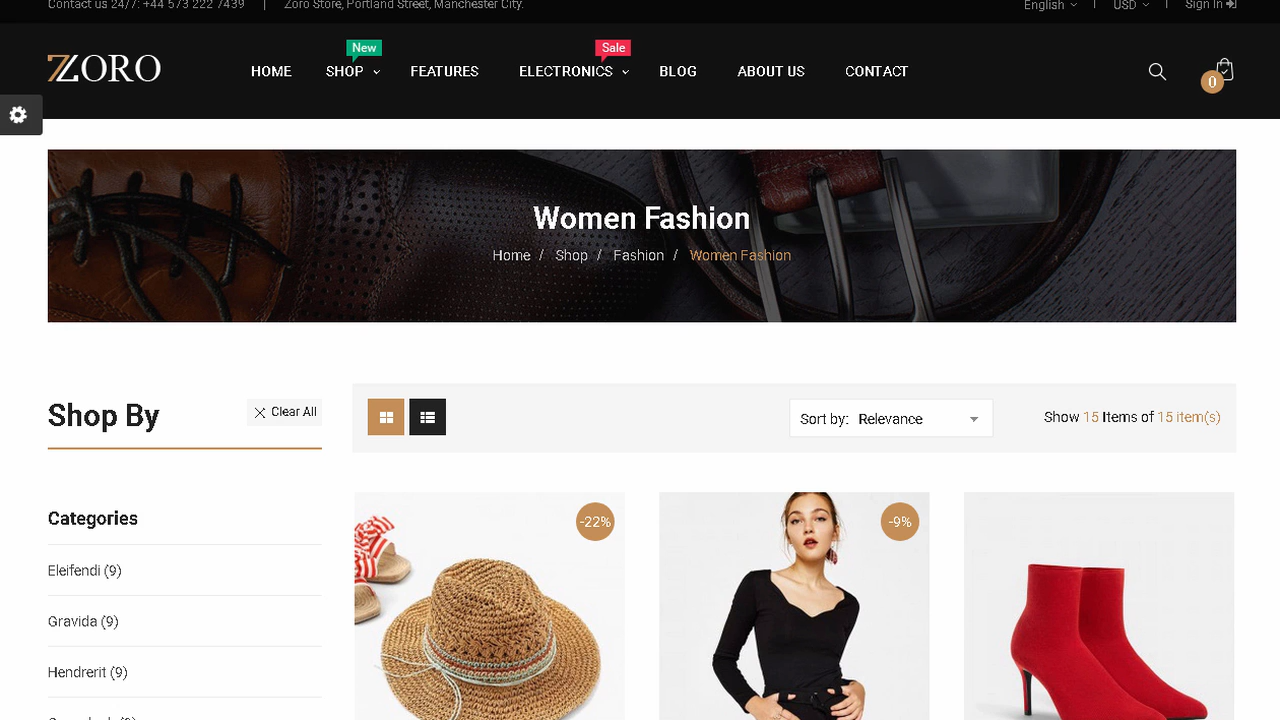 Contact us 24/7: +44 573 222 7439 | Zoro Store, Portland Street, Manchester City.
English | USD | Sign In
ZORO
New
Sale
HOME SHOP FEATURES ELECTRONICS BLOG ABOUT US CONTACT
0
Women Fashion
Home / Shop / Fashion / Women Fashion
Shop By
Clear All
Sort by: Relevance
Show 15 Items of 15 item(s)
Categories
Eleifendi (9)
Gravida (9)
Hendrerit (9)
-22%
-9%